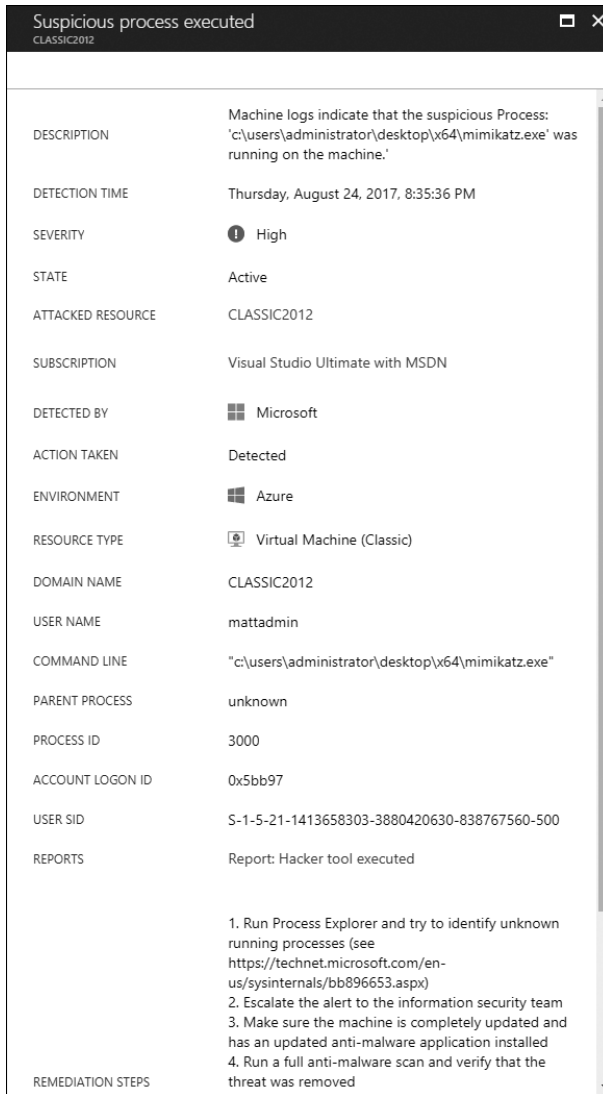 Suspicious process executed
CLASSIC2012
DESCRIPTION
Machine logs indicate that the suspicious Process:
'c:\users\administrator\desktop\x64\mimikatz.exe' was
running on the machine.'
DETECTION TIME
Thursday, August 24, 2017, 8:35:36 PM
SEVERITY
High
STATE
Active
ATTACKED RESOURCE
CLASSIC2012
SUBSCRIPTION
Visual Studio Ultimate with MSDN
DETECTED BY
Microsoft
ACTION TAKEN
Detected
ENVIRONMENT
Azure
RESOURCE TYPE
Virtual Machine (Classic)
DOMAIN NAME
CLASSIC2012
USER NAME
mattadmin
COMMAND LINE
"c:\users\administrator\desktop\x64\mimikatz.exe"
PARENT PROCESS
unknown
PROCESS ID
3000
ACCOUNT LOGON ID
0x5bb97
USER SID
S-1-5-21-1413658303-3880420630-838767560-500
REPORTS
Report: Hacker tool executed
REMEDIATION STEPS
1. Run Process Explorer and try to identify unknown
running processes (see
https://technet.microsoft.com/en-
us/sysinternals/bb896653.aspx)
2. Escalate the alert to the information security team
3. Make sure the machine is completely updated and
has an updated anti-malware application installed
4. Run a full anti-malware scan and verify that the
threat was removed